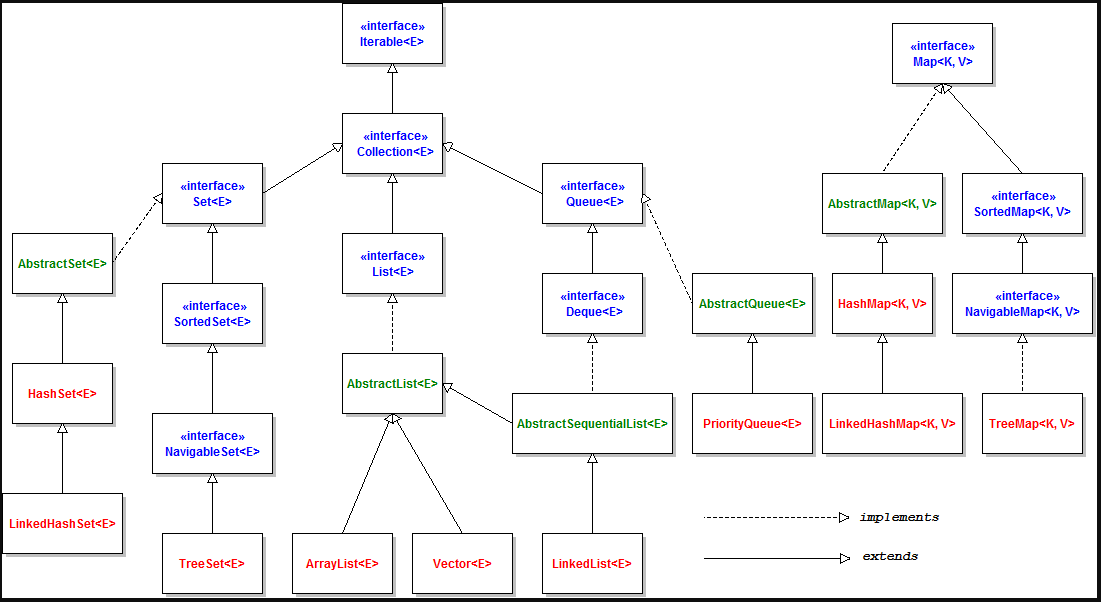 «interface»
Iterable<E>
«interface»
Map<K, V>
«interface»
Collection<E>
«interface»
Set<E>
«interface»
Queue<E>
AbstractMap<K, V>
«interface»
SortedMap<K, V>
AbstractSet<E>
«interface»
List<E>
«interface»
SortedSet<E>
«interface»
Deque<E>
AbstractQueue<E>
HashMap<K, V>
«interface»
NavigableMap<K, V>
HashSet<E>
AbstractList<E>
«interface»
NavigableSet<E>
AbstractSequentialList<E>
PriorityQueue<E>
LinkedHashMap<K, V>
TreeMap<K, V>
LinkedHashSet<E>
implements
extends
TreeSet<E>
ArrayList<E>
Vector<E>
LinkedList<E>